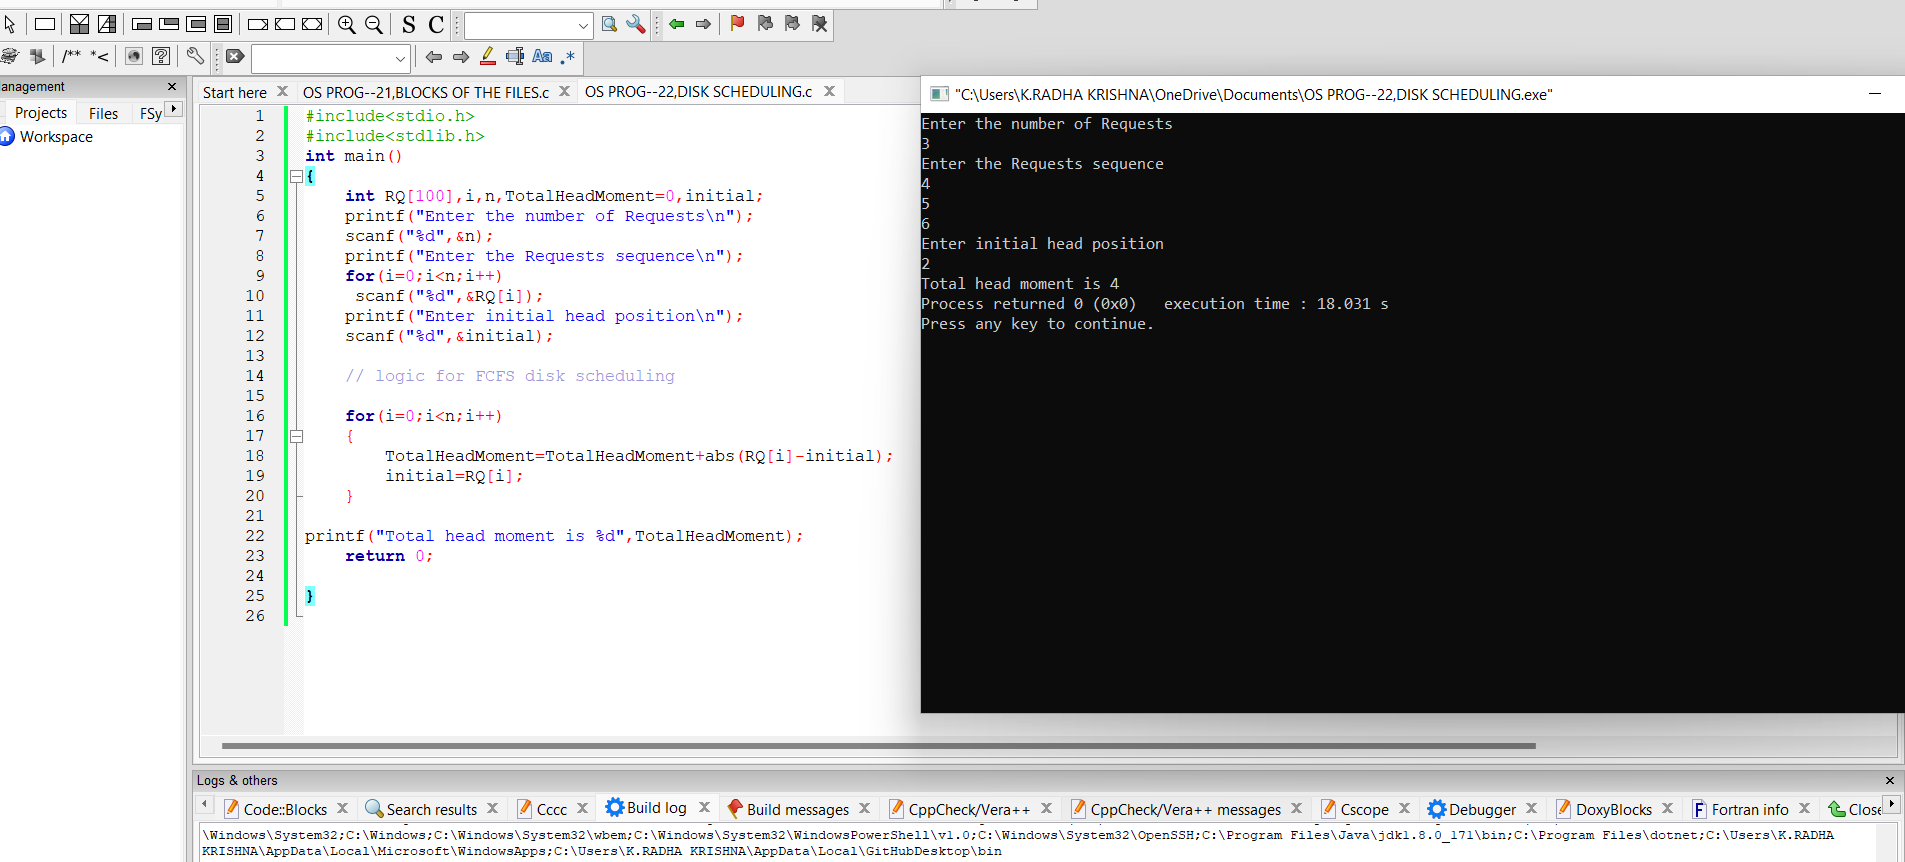 S C
/** *<
Aa .*
anagement
Projects Files FSy
Workspace
Start here OS PROG--21,BLOCKS OF THE FILES.c OS PROG--22,DISK SCHEDULING.c
1 #include<stdio.h>
2 #include<stdlib.h>
3 int main()
4 {
5 int RQ[100],i,n,TotalHeadMoment=0,initial;
6 printf("Enter the number of Requests\n");
7 scanf("%d",&n);
8 printf("Enter the Requests sequence\n");
9 for(i=0;i<n;i++)
10 scanf("%d",&RQ[i]);
11 printf("Enter initial head position\n");
12 scanf("%d",&initial);
13
14 // logic for FCFS disk scheduling
15
16 for(i=0;i<n;i++)
17 {
18 TotalHeadMoment=TotalHeadMoment+abs(RQ[i]-initial);
19 initial=RQ[i];
20 }
21
22 printf("Total head moment is %d",TotalHeadMoment);
23 return 0;
24
25 }
26
"C:\Users\K.RADHA KRISHNA\OneDrive\Documents\OS PROG--22,DISK SCHEDULING.exe"
Enter the number of Requests
3
Enter the Requests sequence
4
5
6
Enter initial head position
2
Total head moment is 4
Process returned 0 (0x0) execution time : 18.031 s
Press any key to continue.
Logs & others
Code::Blocks Search results Cccc Build log Build messages CppCheck/Vera++ CppCheck/Vera++ messages Cscope Debugger DoxyBlocks Fortran info Close
\Windows\System32;C:\Windows;C:\Windows\System32\wbem;C:\Windows\System32\WindowsPowerShell\v1.0;C:\Windows\System32\OpenSSH;C:\Program Files\Java\jdk1.8.0_171\bin;C:\Program Files\dotnet;C:\Users\K.RADHA
KRISHNA\AppData\Local\Microsoft\WindowsApps;C:\Users\K.RADHA KRISHNA\AppData\Local\GitHubDesktop\bin